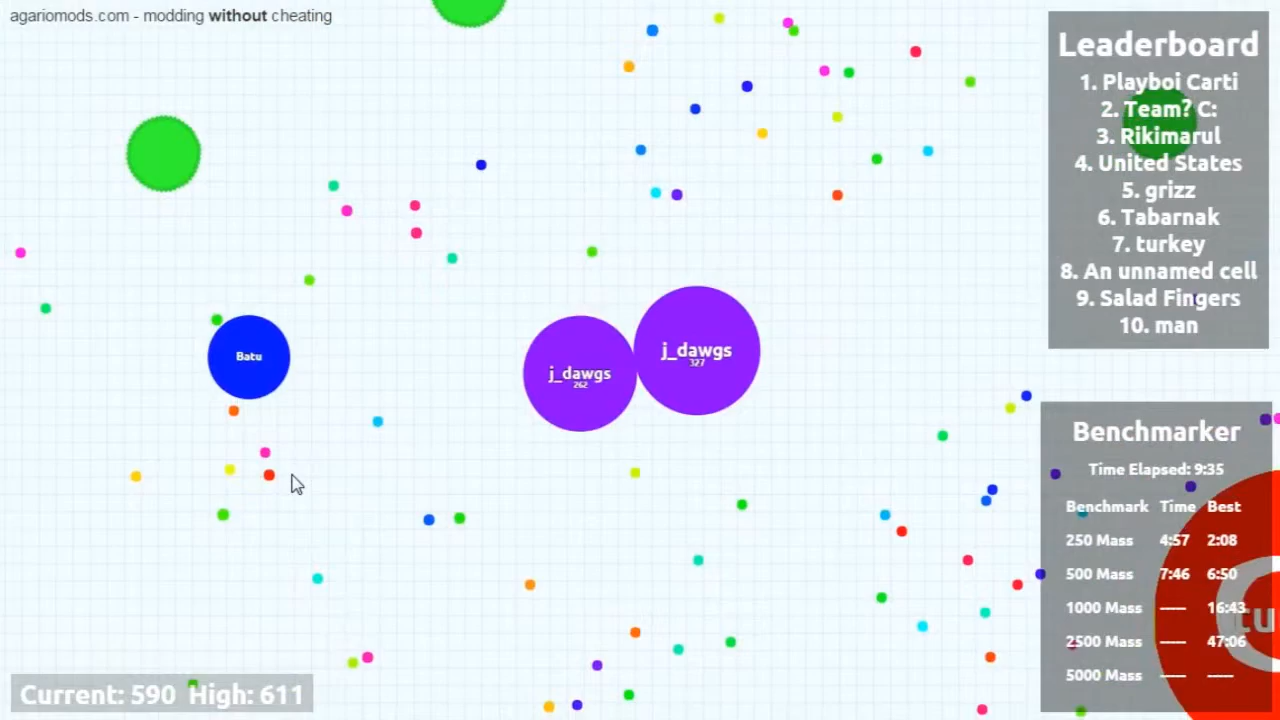 agariomods.com - modding without cheating
Leaderboard
1. Playboi Carti
2. Team? C:
3. Rikimarul
4. United States
5. grizz
6. Tabarnak
7. turkey
8. An unnamed cell
9. Salad Fingers
10. man
Batu
j_dawgs
262
j_dawgs
327
Benchmarker
Time Elapsed: 9:35
Benchmark Time Best
250 Mass 4:57 2:08
500 Mass 7:46 6:50
1000 Mass —— 16:43
2500 Mass —— 47:06
5000 Mass —— ——
tu
Current: 590 High: 611